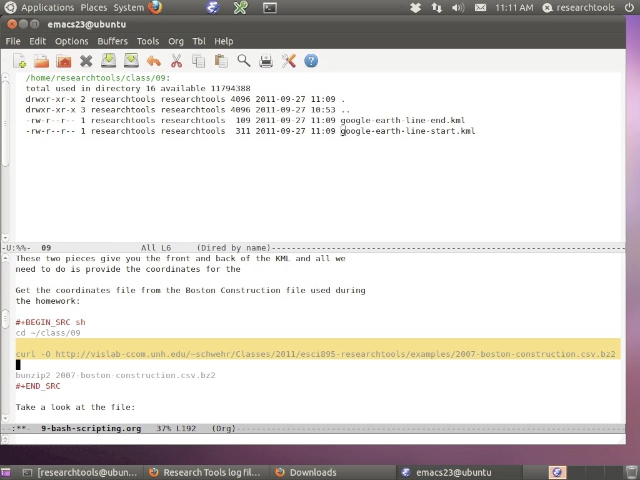 Applications Places System 11:11 AM researchtools
emacs23@ubuntu
File Edit Options Buffers Tools Org Tbl Help
/home/researchtools/class/09:
total used in directory 16 available 11794388
drwxr-xr-x 2 researchtools researchtools 4096 2011-09-27 11:09 .
drwxr-xr-x 3 researchtools researchtools 4096 2011-09-27 10:53 ..
-rw-r--r-- 1 researchtools researchtools 109 2011-09-27 11:09 google-earth-line-end.kml
-rw-r--r-- 1 researchtools researchtools 311 2011-09-27 11:09 google-earth-line-start.kml
-U:%%- 09 All L6 (Dired by name)
These two pieces give you the front and back of the KML and all we
need to do is provide the coordinates for the
Get the coordinates file from the Boston Construction file used during
the homework:
#+BEGIN_SRC sh
cd ~/class/09
curl -O http://vislab-ccom.unh.edu/~schwehr/Classes/2011/esci895-researchtools/examples/2007-boston-construction.csv.bz2
bunzip2 2007-boston-construction.csv.bz2
#+END_SRC
Take a look at the file:
--:**- 9-bash-scripting.org 37% L192 (Org)
[researchtools@ubun... Research Tools log fil... Downloads emacs23@ubuntu